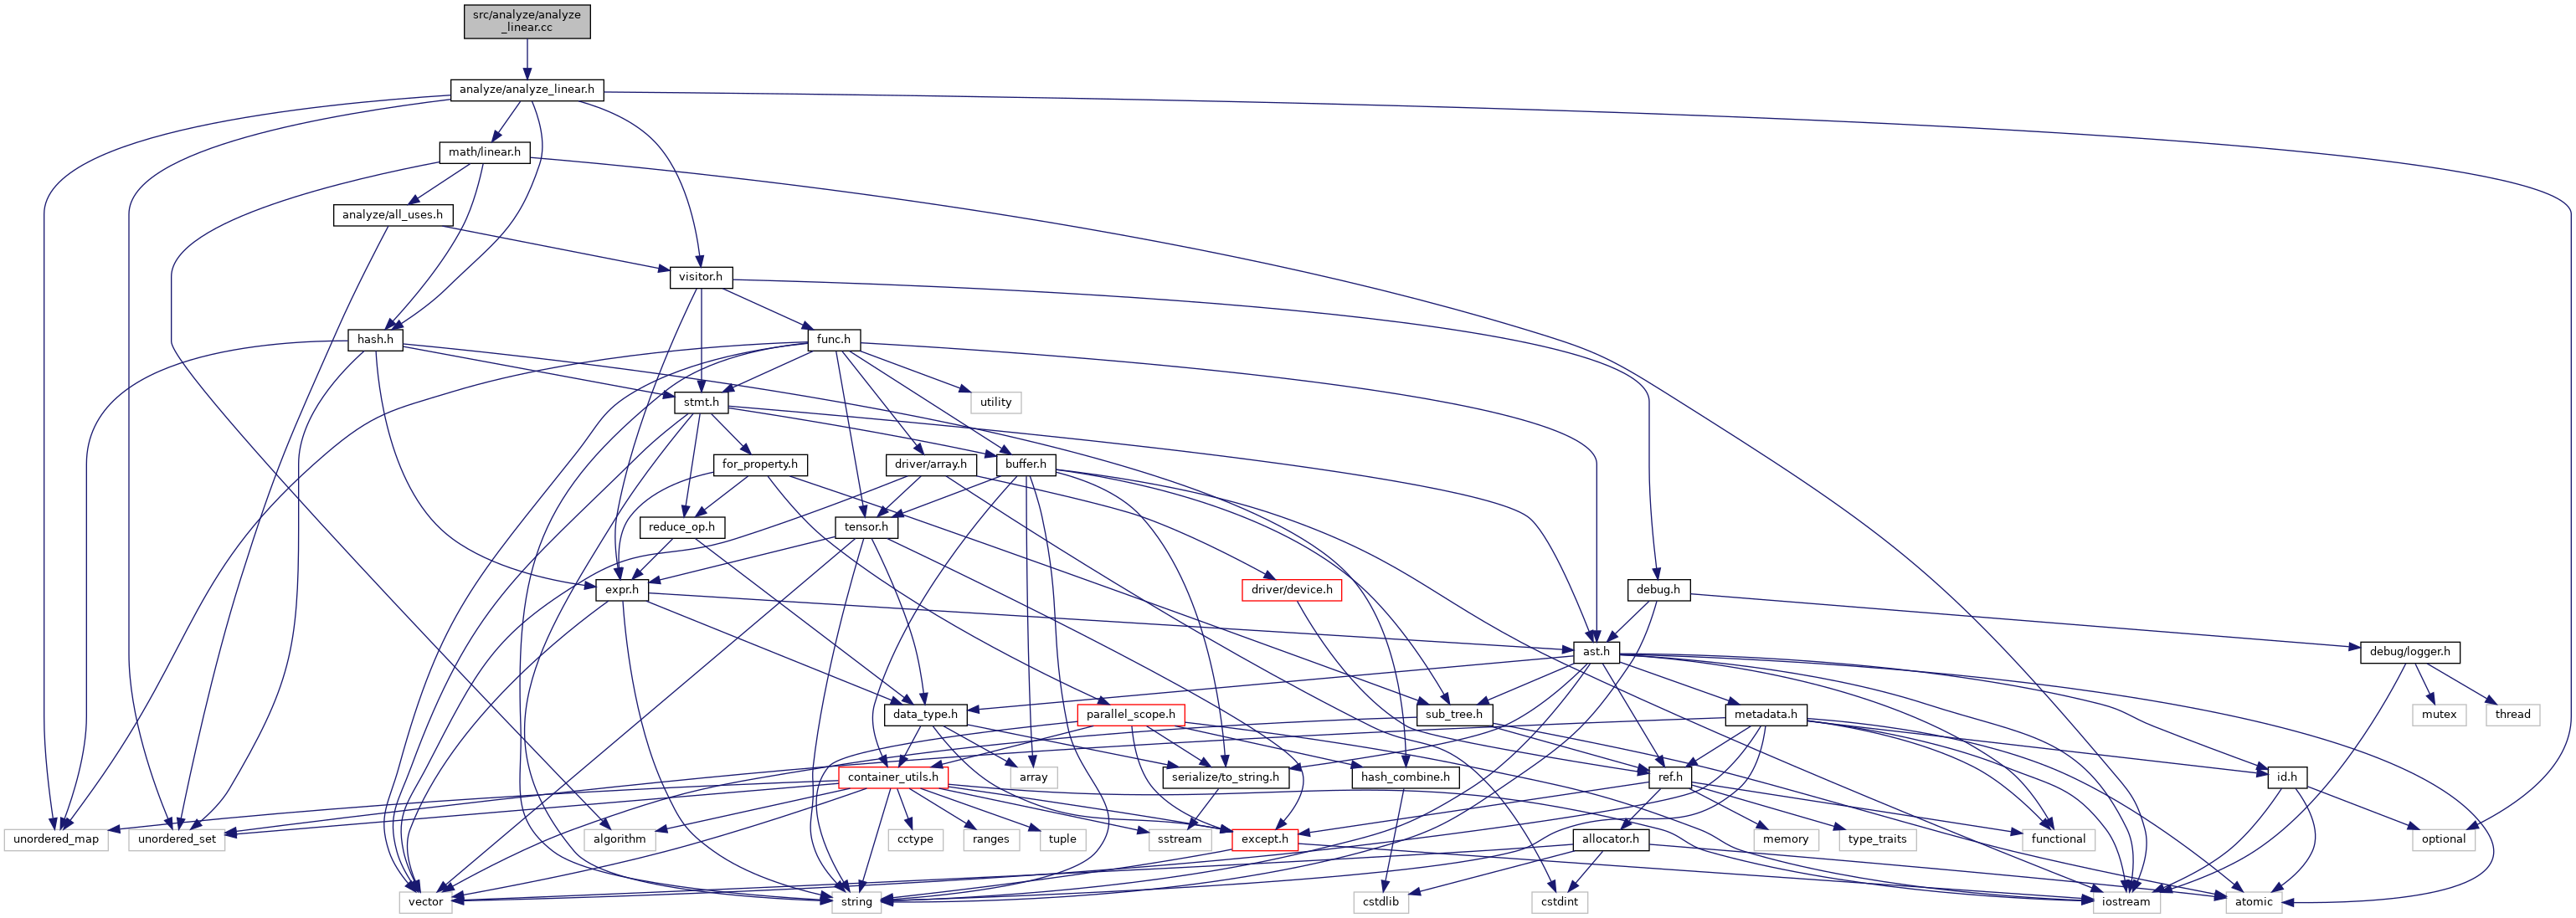 src/analyze/analyze
_linear.cc
analyze/analyze_linear.h
math/linear.h
analyze/all_uses.h
visitor.h
hash.h
func.h
stmt.h
utility
for_property.h
driver/array.h
buffer.h
reduce_op.h
tensor.h
expr.h
driver/device.h
debug.h
ast.h
debug/logger.h
data_type.h
parallel_scope.h
sub_tree.h
metadata.h
mutex
thread
container_utils.h
array
serialize/to_string.h
hash_combine.h
ref.h
id.h
unordered_map
unordered_set
algorithm
cctype
ranges
tuple
sstream
except.h
allocator.h
memory
type_traits
functional
optional
vector
string
cstdlib
cstdint
iostream
atomic